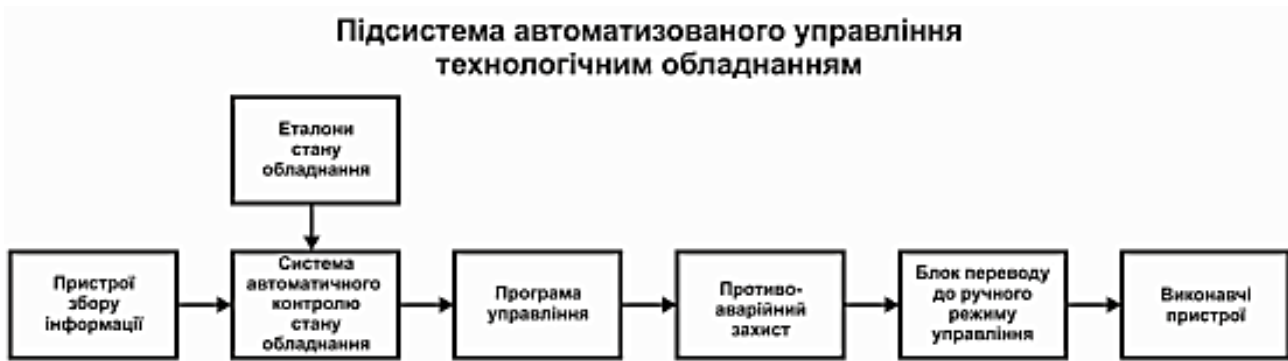 Підсистема автоматизованого управління
технологічним обладнанням
Еталони
стану
обладнання
Пристрої
збору
інформації
Система
автоматичного
контролю
стану
обладнання
Програма
управління
Противо-
аварійний
захист
Блок переводу
до ручного
режиму
управління
Виконавчі
пристрої